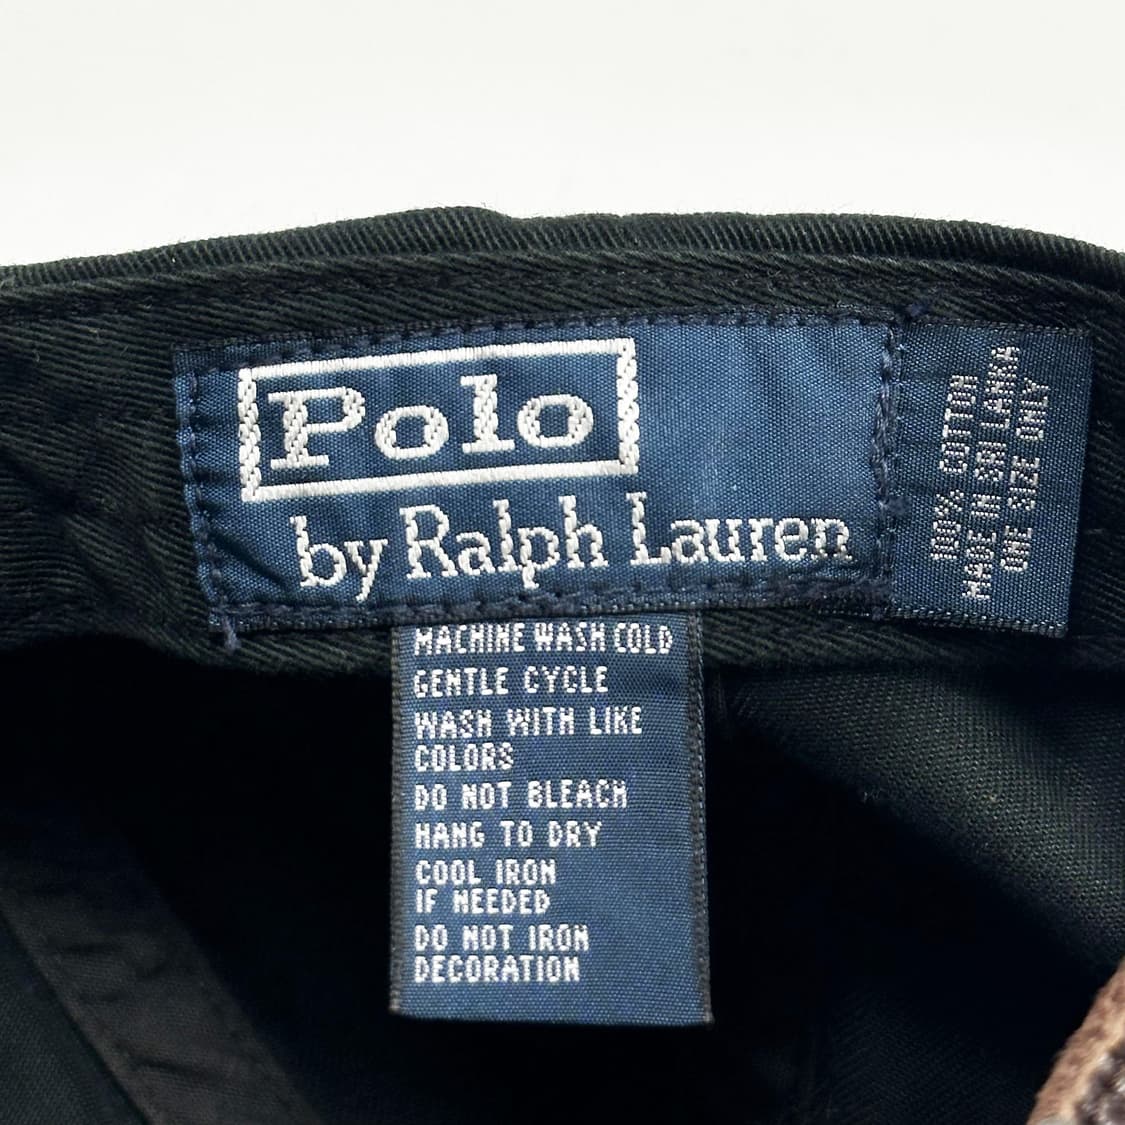 Polo
by Ralph Lauren
100% COTTON
MADE IN SRI LANKA
ONE SIZE ONLY
MACHINE WASH COLD
GENTLE CYCLE
WASH WITH LIKE
COLORS
DO NOT BLEACH
HANG TO DRY
COOL IRON
IF NEEDED
DO NOT IRON
DECORATION